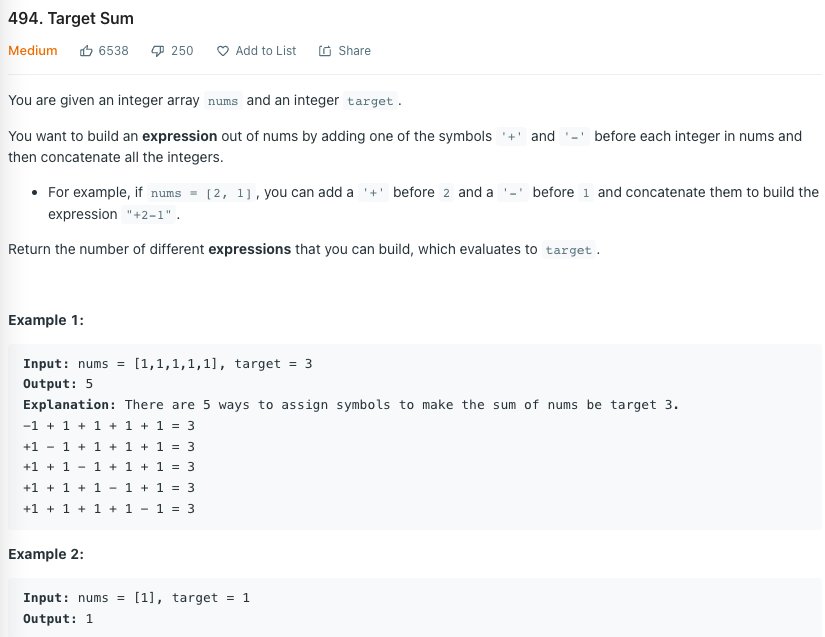 494. Target Sum
Medium 6538 250 Add to List Share
You are given an integer array nums and an integer target.
You want to build an expression out of nums by adding one of the symbols '+' and '-' before each integer in nums and
then concatenate all the integers.
• For example, if nums = [2, 1], you can add a '+' before 2 and a '-' before 1 and concatenate them to build the
expression "+2-1".
Return the number of different expressions that you can build, which evaluates to target.
Example 1:
Input: nums = [1,1,1,1,1], target = 3
Output: 5
Explanation: There are 5 ways to assign symbols to make the sum of nums be target 3.
-1 + 1 + 1 + 1 + 1 = 3
+1 - 1 + 1 + 1 + 1 = 3
+1 + 1 - 1 + 1 + 1 = 3
+1 + 1 + 1 - 1 + 1 = 3
+1 + 1 + 1 + 1 - 1 = 3
Example 2:
Input: nums = [1], target = 1
Output: 1